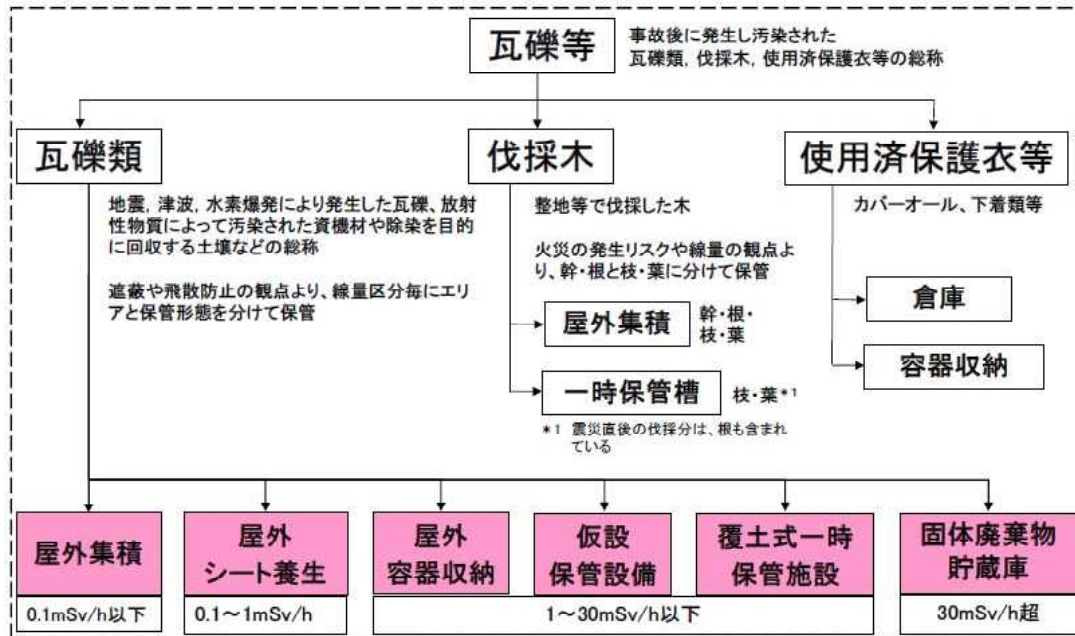 瓦礫等
事故後に発生し汚染された
瓦礫類, 伐採木, 使用済保護衣等の総称
瓦礫類
地震, 津波, 水素爆発により発生した瓦礫、放射
性物質によって汚染された資機材や除染を目的
に回収する土壌などの総称
遮蔽や飛散防止の観点より、線量区分毎にエリ
アと保管形態を分けて保管
伐採木
整地等で伐採した木
火災の発生リスクや線量の観点よ
り、幹・根と枝・葉に分けて保管
屋外集積
幹・根・
枝・葉
一時保管槽
枝・葉*1
*1 震災直後の伐採分は、根も含まれ
ている
使用済保護衣等
カバーオール、下着類等
倉庫
容器収納
屋外集積
0.1mSv/h以下
屋外
シート養生
0.1～1mSv/h
屋外
容器収納
仮設
保管設備
覆土式一時
保管施設
1～30mSv/h以下
固体廃棄物
貯蔵庫
30mSv/h超